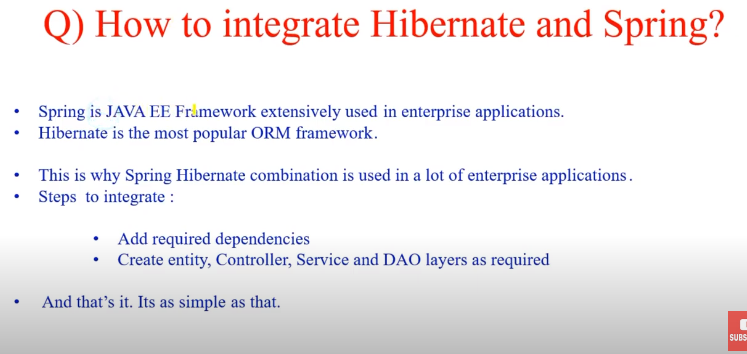 Q) How to integrate Hibernate and Spring?
• Spring is JAVA EE Framework extensively used in enterprise applications.
• Hibernate is the most popular ORM framework.
• This is why Spring Hibernate combination is used in a lot of enterprise applications.
• Steps to integrate :
• Add required dependencies
• Create entity, Controller, Service and DAO layers as required
• And that's it. Its as simple as that.
SUBS